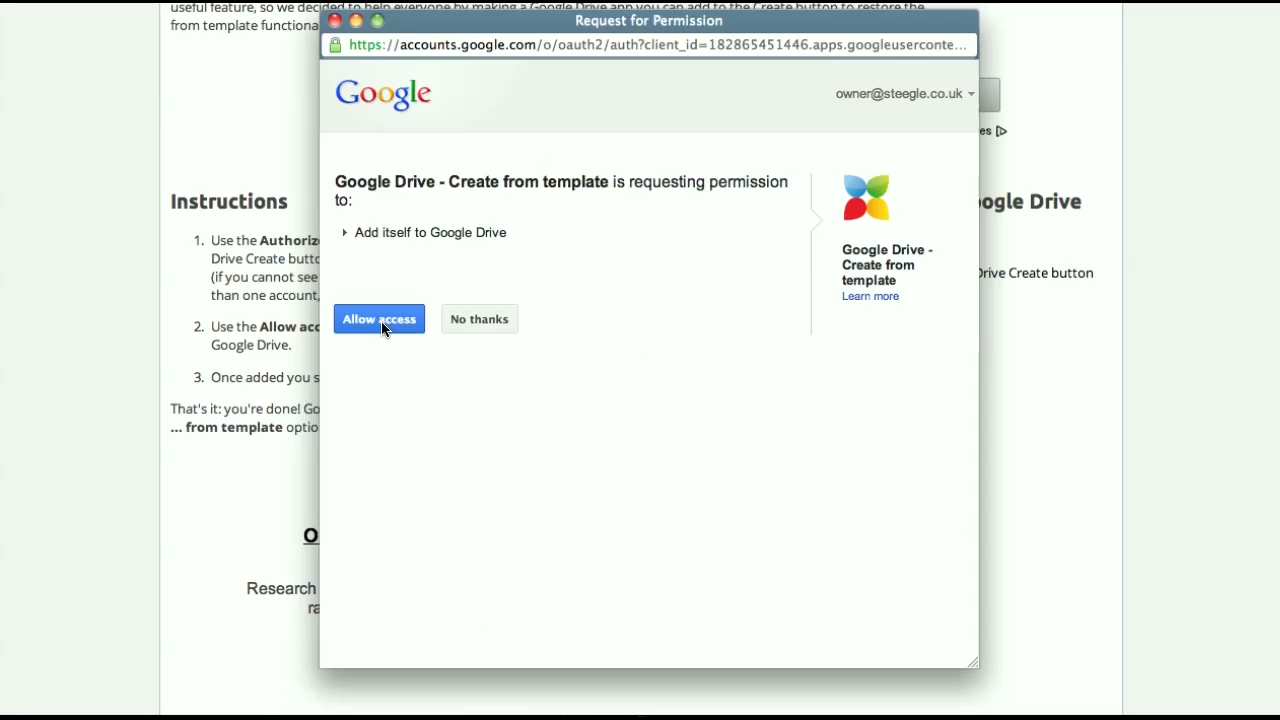 useful feature, so we decided to help everyone by making a Google Drive app you can add to the Create button to restore the
from template functiona
Request for Permission
https://accounts.google.com/o/oauth2/auth?client_id=182865451446.apps.googleuserconte...
Google
owner@steegle.co.uk
es
Google Drive - Create from template is requesting permission
to:
Add itself to Google Drive
Allow access
No thanks
Google Drive -
Create from
template
Learn more
Instructions
1. Use the Authoriz
Drive Create butto
(if you cannot see
than one account,
2. Use the Allow acc
Google Drive.
3. Once added you s
That's it: you're done! Go
... from template optio
oogle Drive
Drive Create button
O
Research
ra